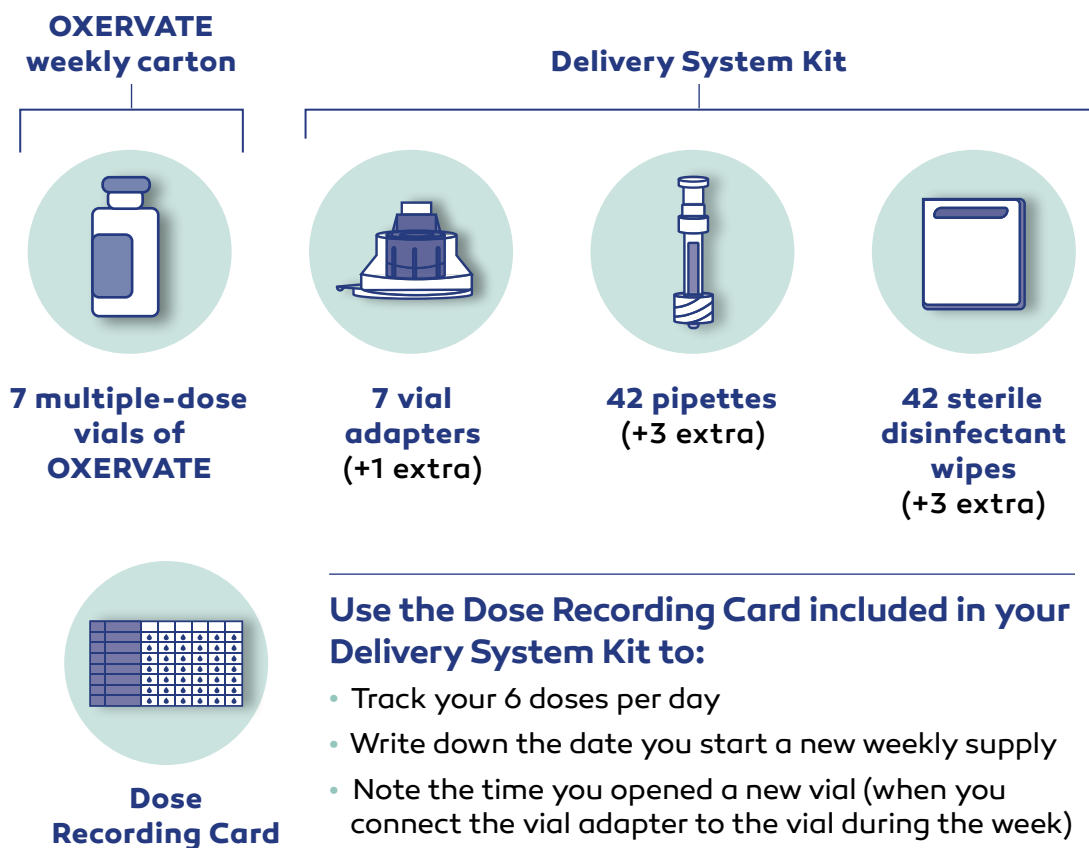 OXERVATE
weekly carton
Delivery System Kit
7 multiple-dose
vials of
OXERVATE
7 vial
adapters
(+1 extra)
42 pipettes
(+3 extra)
42 sterile
disinfectant
wipes
(+3 extra)
Dose
Recording Card
Use the Dose Recording Card included in your
Delivery System Kit to:
• Track your 6 doses per day
• Write down the date you start a new weekly supply
• Note the time you opened a new vial (when you
connect the vial adapter to the vial during the week)